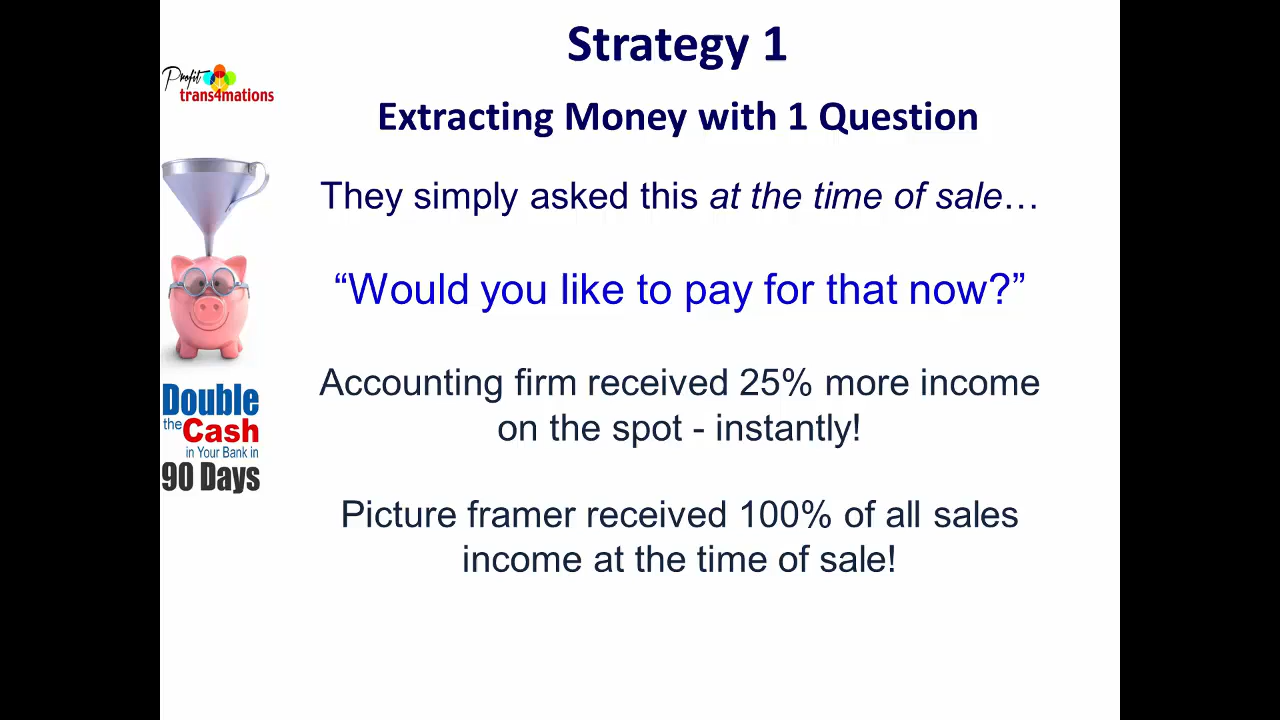 Strategy 1
Profit
trans4mations
Extracting Money with 1 Question
They simply asked this at the time of sale…
“Would you like to pay for that now?”
Accounting firm received 25% more income
on the spot - instantly!
Picture framer received 100% of all sales
income at the time of sale!
Double
the Cash
in Your Bank in
90 Days